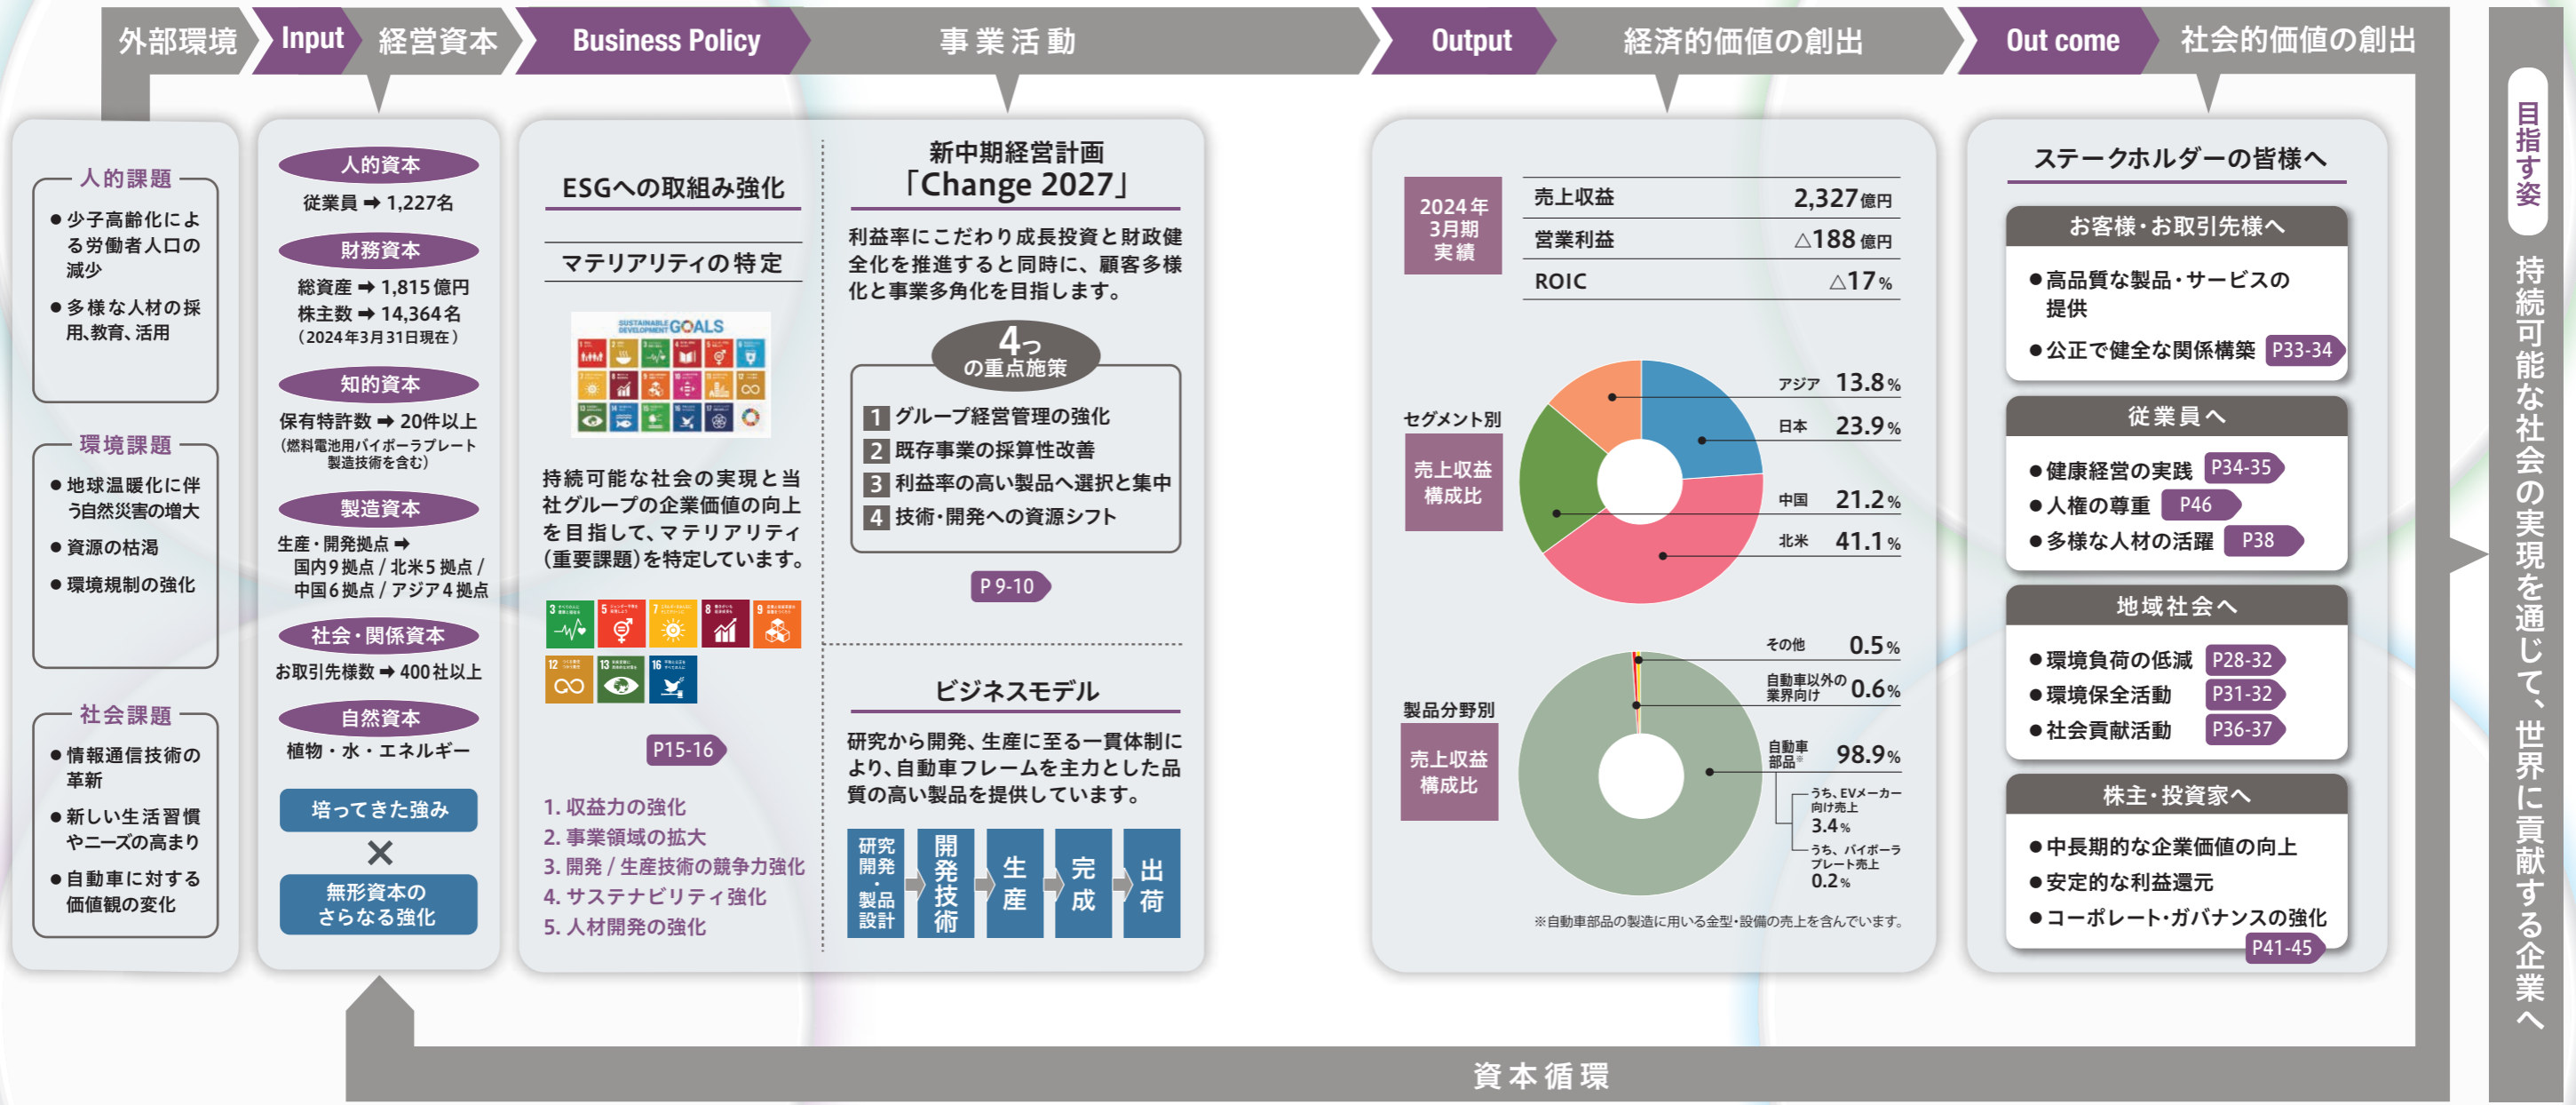 外部環境
Input 経営資本
Business Policy 事業活動
Output 経済的価値の創出
Out come 社会的価値の創出
人的課題
●少子高齢化によ
る労働者人口の
減少
●多様な人材の採
用、教育、活用
環境課題
●地球温暖化に伴
う自然災害の増大
●資源の枯渇
●環境規制の強化
社会課題
●情報通信技術の
革新
●新しい生活習慣
やニーズの高まり
●自動車に対する
価値観の変化
人的資本
従業員 ➡ 1,227名
財務資本
総資産 ➡ 1,815億円
株主数 ➡ 14,364名
（2024年3月31日現在）
知的資本
保有特許数 ➡ 20件以上
（燃料電池用バイポーラプレート
製造技術を含む）
製造資本
生産・開発拠点 ➡
国内9拠点 / 北米5拠点 /
中国6拠点 / アジア4拠点
社会・関係資本
お取引先様数 ➡ 400社以上
自然資本
植物・水・エネルギー
培ってきた強み
×
無形資本の
さらなる強化
ESGへの取組み強化
マテリアリティの特定
SUSTAINABLE
DEVELOPMENT GOALS
持続可能な社会の実現と当
社グループの企業価値の向上
を目指して、マテリアリティ
（重要課題）を特定しています。
3 5 7 8 9
12 13 16
P15-16
1. 収益力の強化
2. 事業領域の拡大
3. 開発 / 生産技術の競争力強化
4. サステナビリティ強化
5. 人材開発の強化
新中期経営計画
「Change 2027」
利益率にこだわり成長投資と財政健
全化を推進すると同時に、顧客多様
化と事業多角化を目指します。
4つ
の重点施策
1 グループ経営管理の強化
2 既存事業の採算性改善
3 利益率の高い製品へ選択と集中
4 技術・開発への資源シフト
P 9-10
ビジネスモデル
研究から開発、生産に至る一貫体制に
より、自動車フレームを主力とした品
質の高い製品を提供しています。
研究
開発
・
製品
設計
開発技術
生産
完成
出荷
2024年
3月期
実績
売上収益 2,327億円
営業利益 △188億円
ROIC △17%
セグメント別
売上収益
構成比
アジア 13.8%
日本 23.9%
中国 21.2%
北米 41.1%
製品分野別
売上収益
構成比
その他 0.5%
自動車以外の
業界向け 0.6%
自動車
部品※ 98.9%
うち、EVメーカー
向け売上
3.4%
うち、バイポーラ
プレート売上
0.2%
※自動車部品の製造に用いる金型・設備の売上を含んでいます。
ステークホルダーの皆様へ
お客様・お取引先様へ
●高品質な製品・サービスの
提供
●公正で健全な関係構築 P33-34
従業員へ
●健康経営の実践 P34-35
●人権の尊重 P46
●多様な人材の活躍 P38
地域社会へ
●環境負荷の低減 P28-32
●環境保全活動 P31-32
●社会貢献活動 P36-37
株主・投資家へ
●中長期的な企業価値の向上
●安定的な利益還元
●コーポレート・ガバナンスの強化
P41-45
目指す姿
持続可能な社会の実現を通じて、世界に貢献する企業へ
資本循環